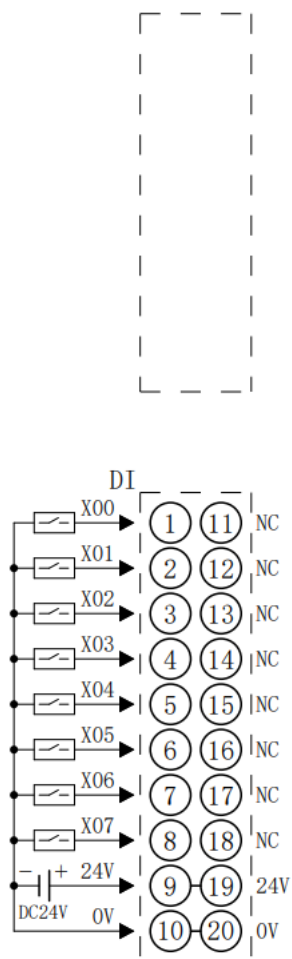 DI
X00 1 11 NC
X01 2 12 NC
X02 3 13 NC
X03 4 14 NC
X04 5 15 NC
X05 6 16 NC
X06 7 17 NC
X07 8 18 NC
- + 24V 9 19 24V
DC24V 0V 10 20 0V